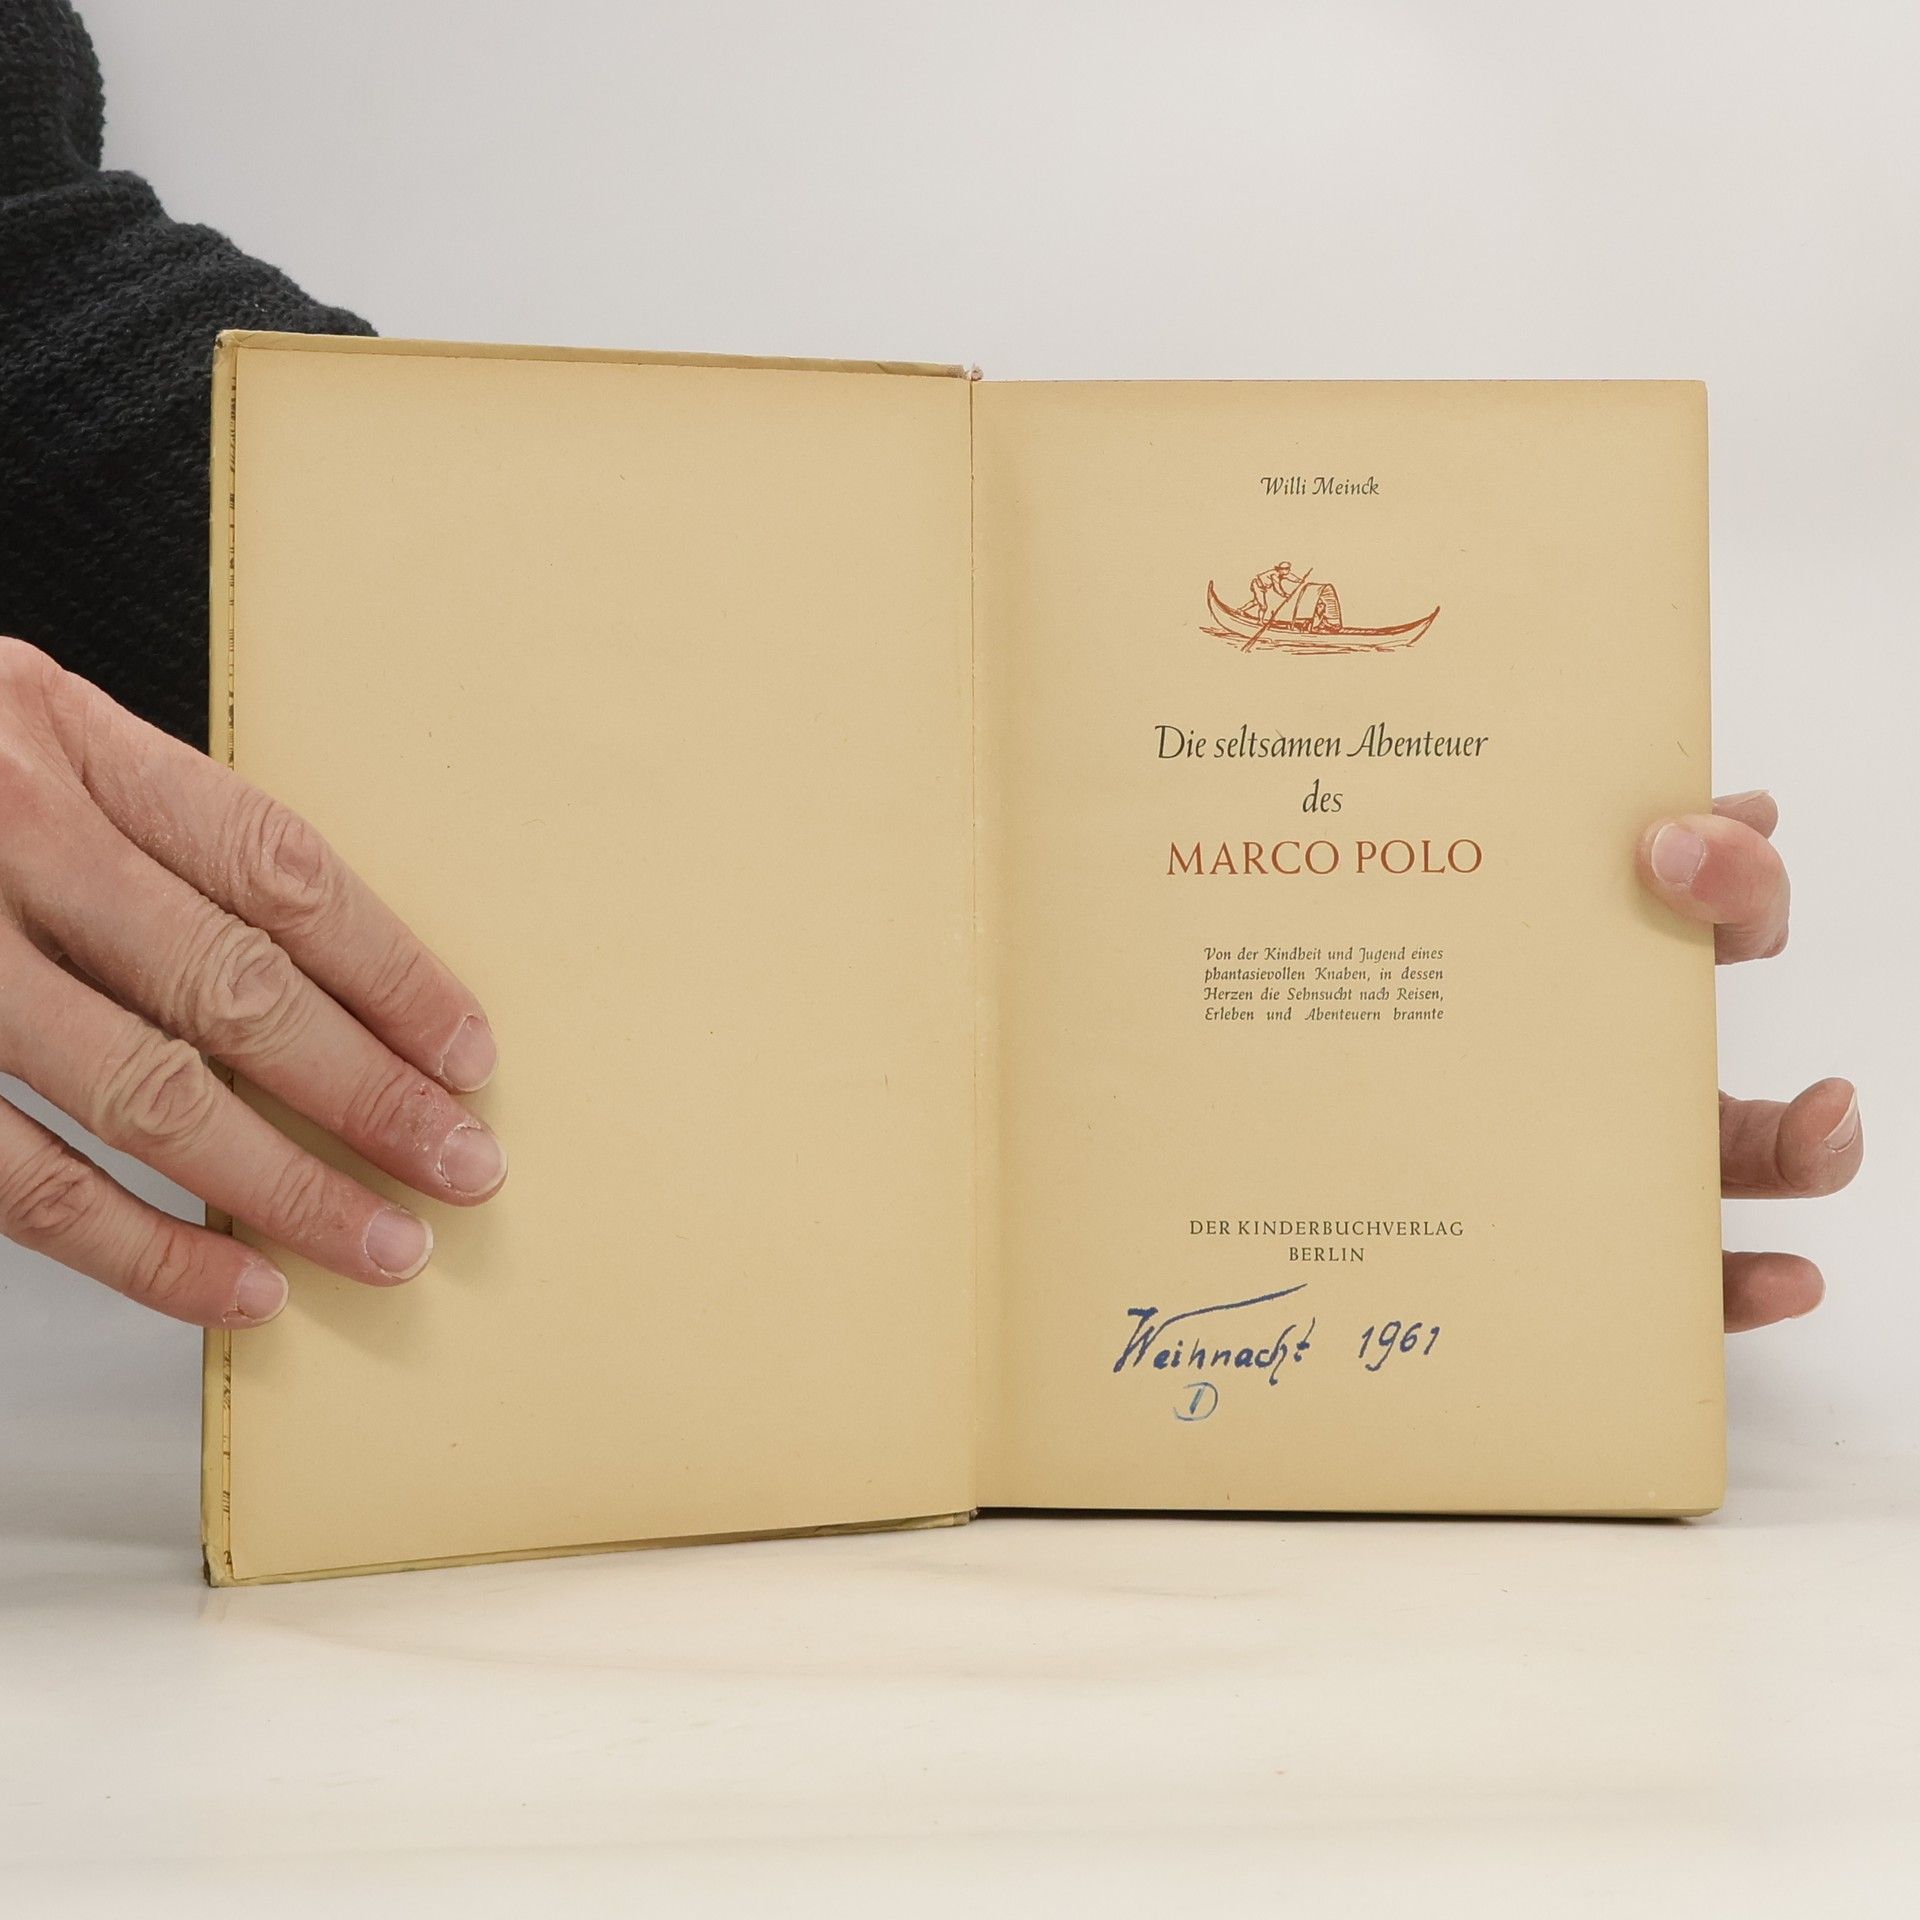 Willi Meinck
Die seltsamen Abenteuer
des
MARCO POLO
Von der Kindheit und Jugend eines
phantasievollen Knaben, in dessen
Herzen die Sehnsucht nach Reisen,
Erleben und Abenteuern brannte
DER KINDERBUCHVERLAG
BERLIN
Weihnacht 1961